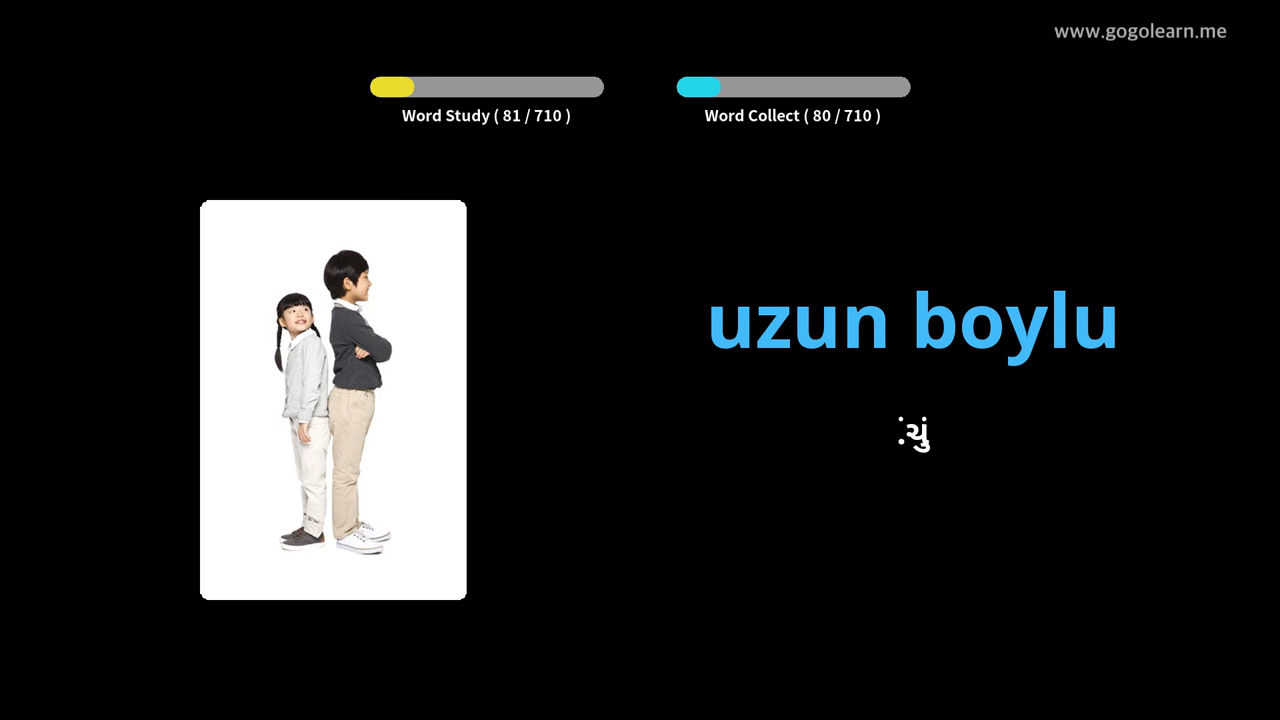 www.gogolearn.me
Word Study ( 81 / 710 )
Word Collect ( 80 / 710 )
uzun boylu
.ંચું